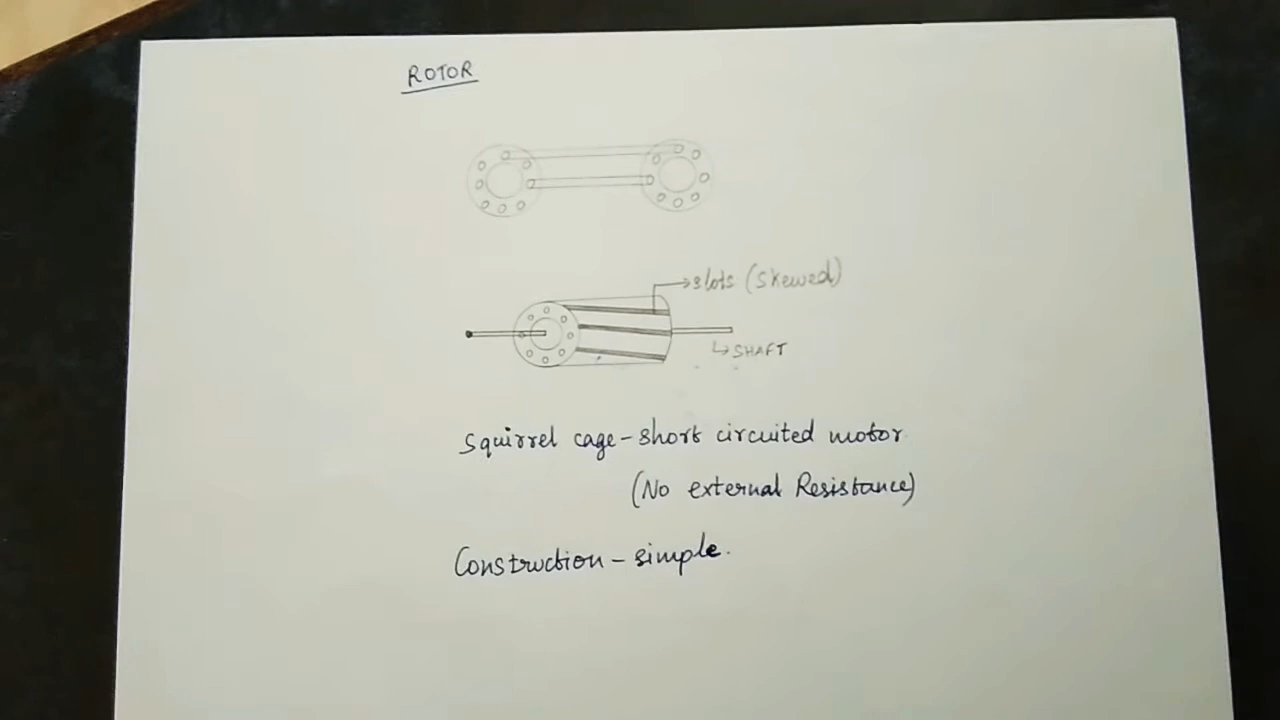 ROTOR
slots (skewed)
SHAFT
Squirrel cage - short circuited motor
(No external Resistance)
Construction - simple.